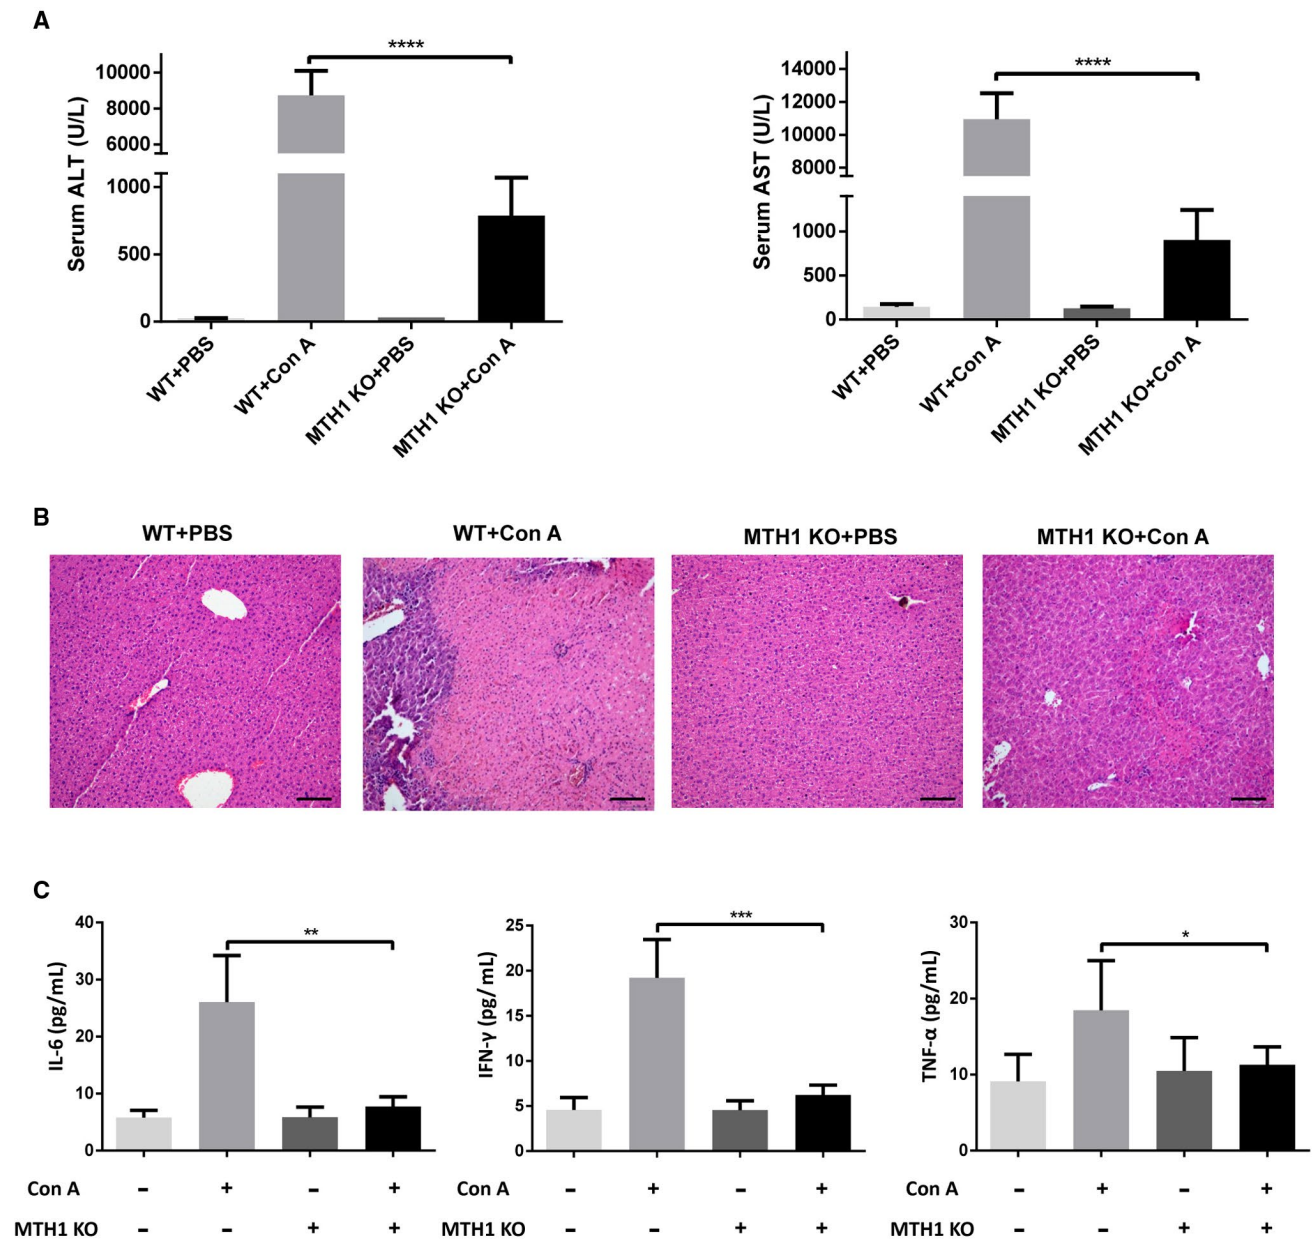 A
****
10000
8000
6000
1000
500
0
Serum ALT (U/L)
WT+PBS
WT+Con A
MTH1 KO+PBS
MTH1 KO+Con A
****
14000
12000
10000
8000
1000
500
0
Serum AST (U/L)
WT+PBS
WT+Con A
MTH1 KO+PBS
MTH1 KO+Con A
B
WT+PBS
WT+Con A
MTH1 KO+PBS
MTH1 KO+Con A
C
**
40
30
20
10
0
IL-6 (pg/mL)
Con A - + - +
MTH1 KO - - + +
***
25
20
15
10
5
0
IFN-γ (pg/ mL)
Con A - + - +
MTH1 KO - - + +
*
30
20
10
0
TNF-α (pg/mL)
Con A - + - +
MTH1 KO - - + +